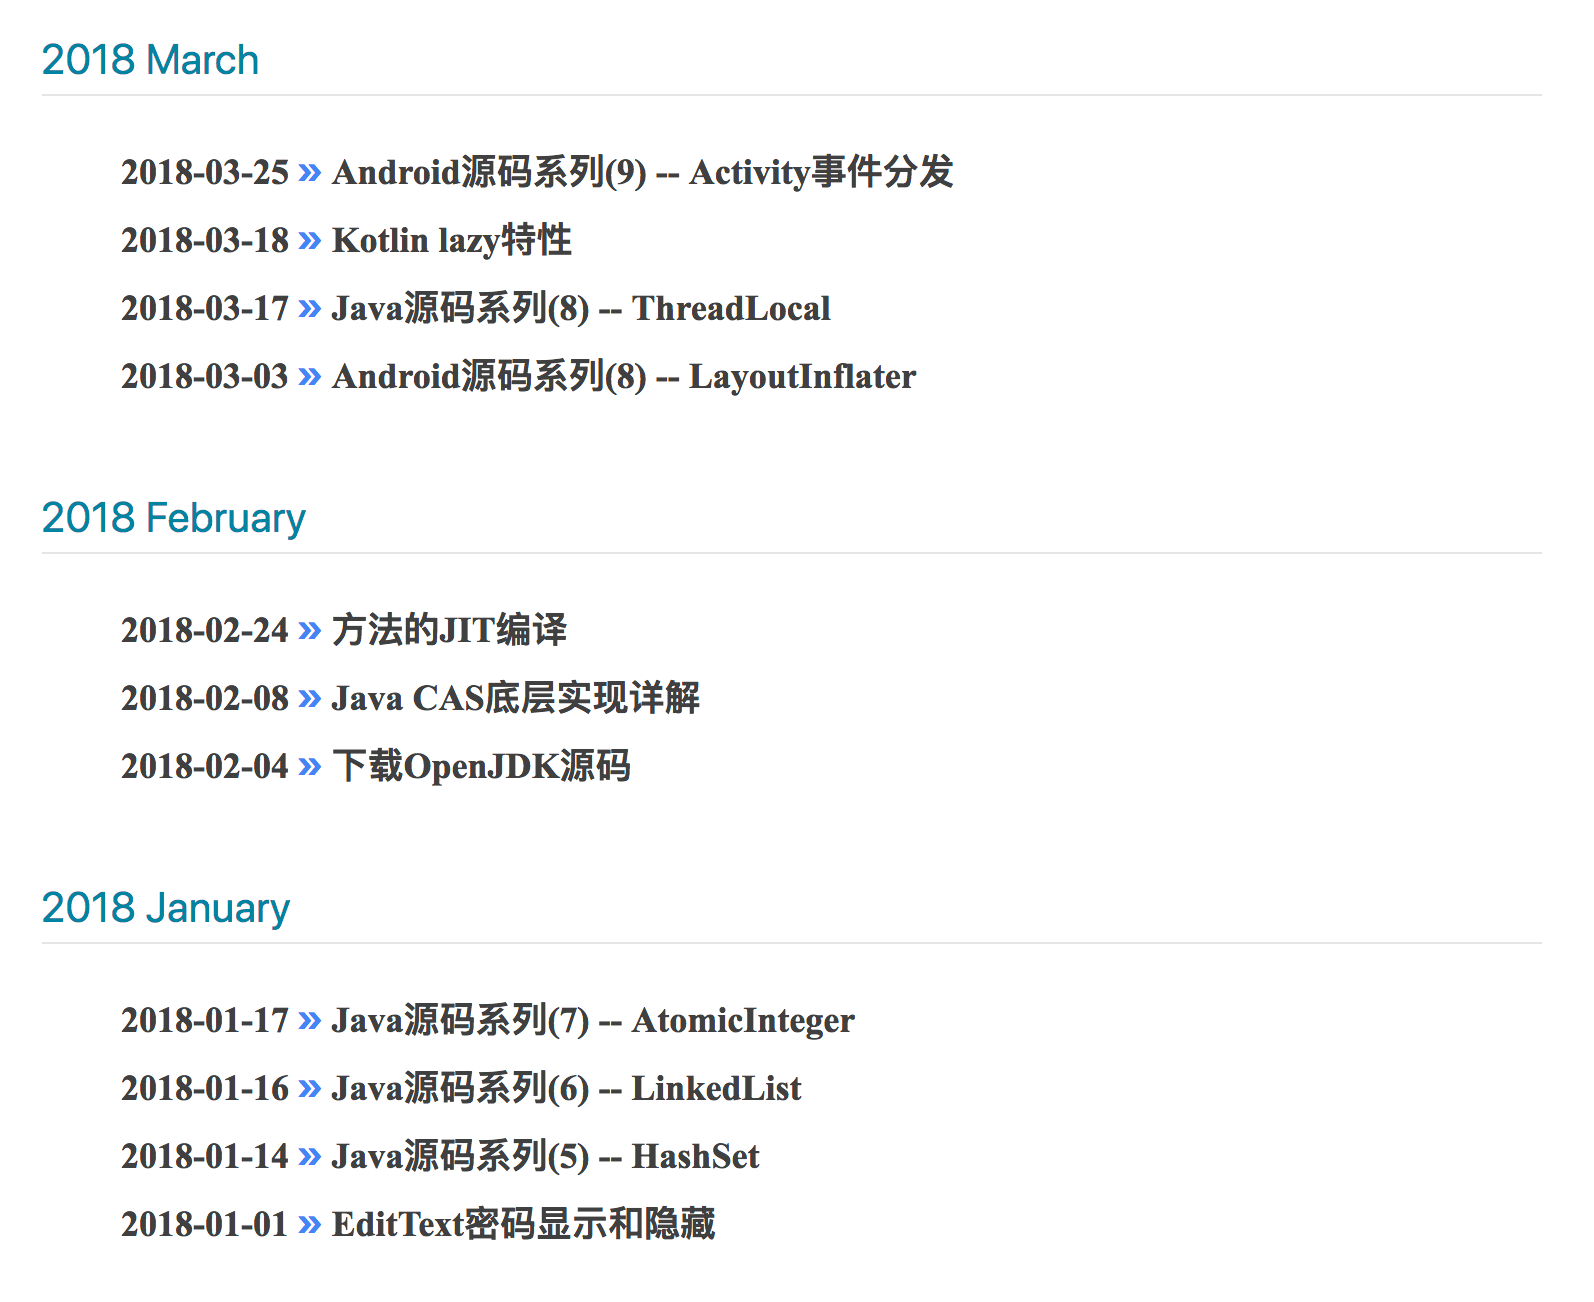 2018 March
2018-03-25 » Android源码系列(9) -- Activity事件分发
2018-03-18 » Kotlin lazy特性
2018-03-17 » Java源码系列(8) -- ThreadLocal
2018-03-03 » Android源码系列(8) -- LayoutInflater
2018 February
2018-02-24 » 方法的JIT编译
2018-02-08 » Java CAS底层实现详解
2018-02-04 » 下载OpenJDK源码
2018 January
2018-01-17 » Java源码系列(7) -- AtomicInteger
2018-01-16 » Java源码系列(6) -- LinkedList
2018-01-14 » Java源码系列(5) -- HashSet
2018-01-01 » EditText密码显示和隐藏